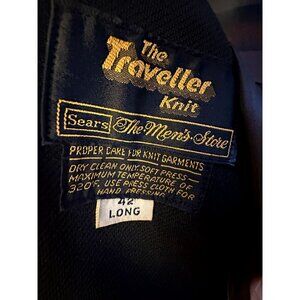 The
Traveller
Knit
Sears The Men's Store
PROPER CARE FOR KNIT GARMENTS
DRY CLEAN ONLY. SOFT PRESS
MAXIMUM TEMPERATURE OF
320°F. USE PRESS CLOTH FOR
HAND PRESSING
42
LONG